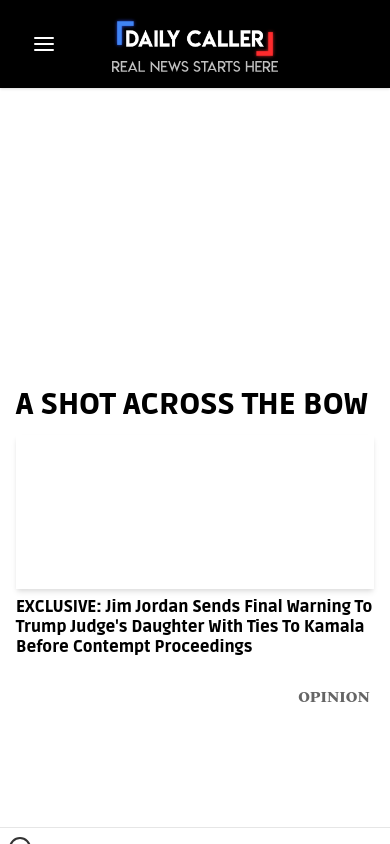 DAILY CALLER
REAL NEWS STARTS HERE
A SHOT ACROSS THE BOW
EXCLUSIVE: Jim Jordan Sends Final Warning To
Trump Judge's Daughter With Ties To Kamala
Before Contempt Proceedings
OPINION